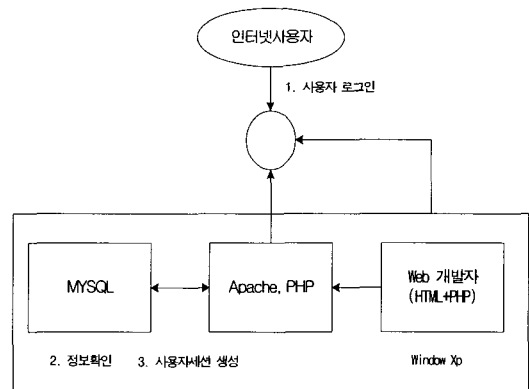 인터넷사용자
1. 사용자 로그인
MYSQL
Apache, PHP
Web 개발자
(HTML+PHP)
2. 정보확인
3. 사용자세션 생성
Window Xp